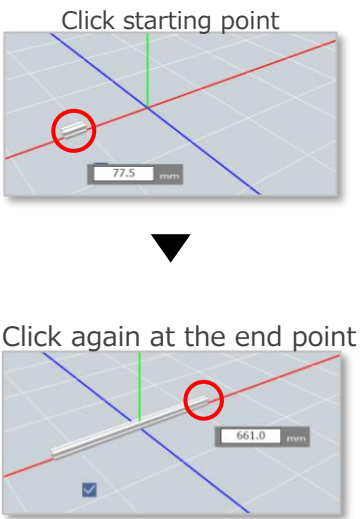 Click starting point
77.5 mm
Click again at the end point
661.0 mm